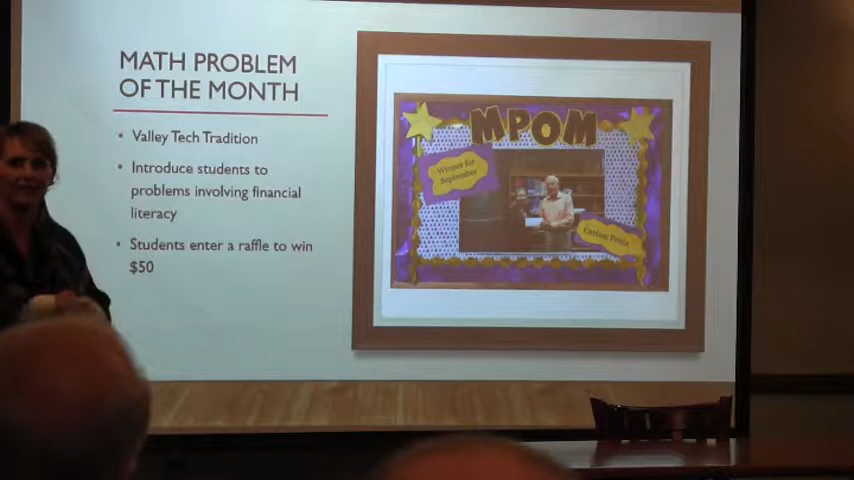 MATH PROBLEM
OF THE MONTH
• Valley Tech Tradition
• Introduce students to
problems involving financial
literacy
• Students enter a raffle to win
$50
MPOM
Winner for
September